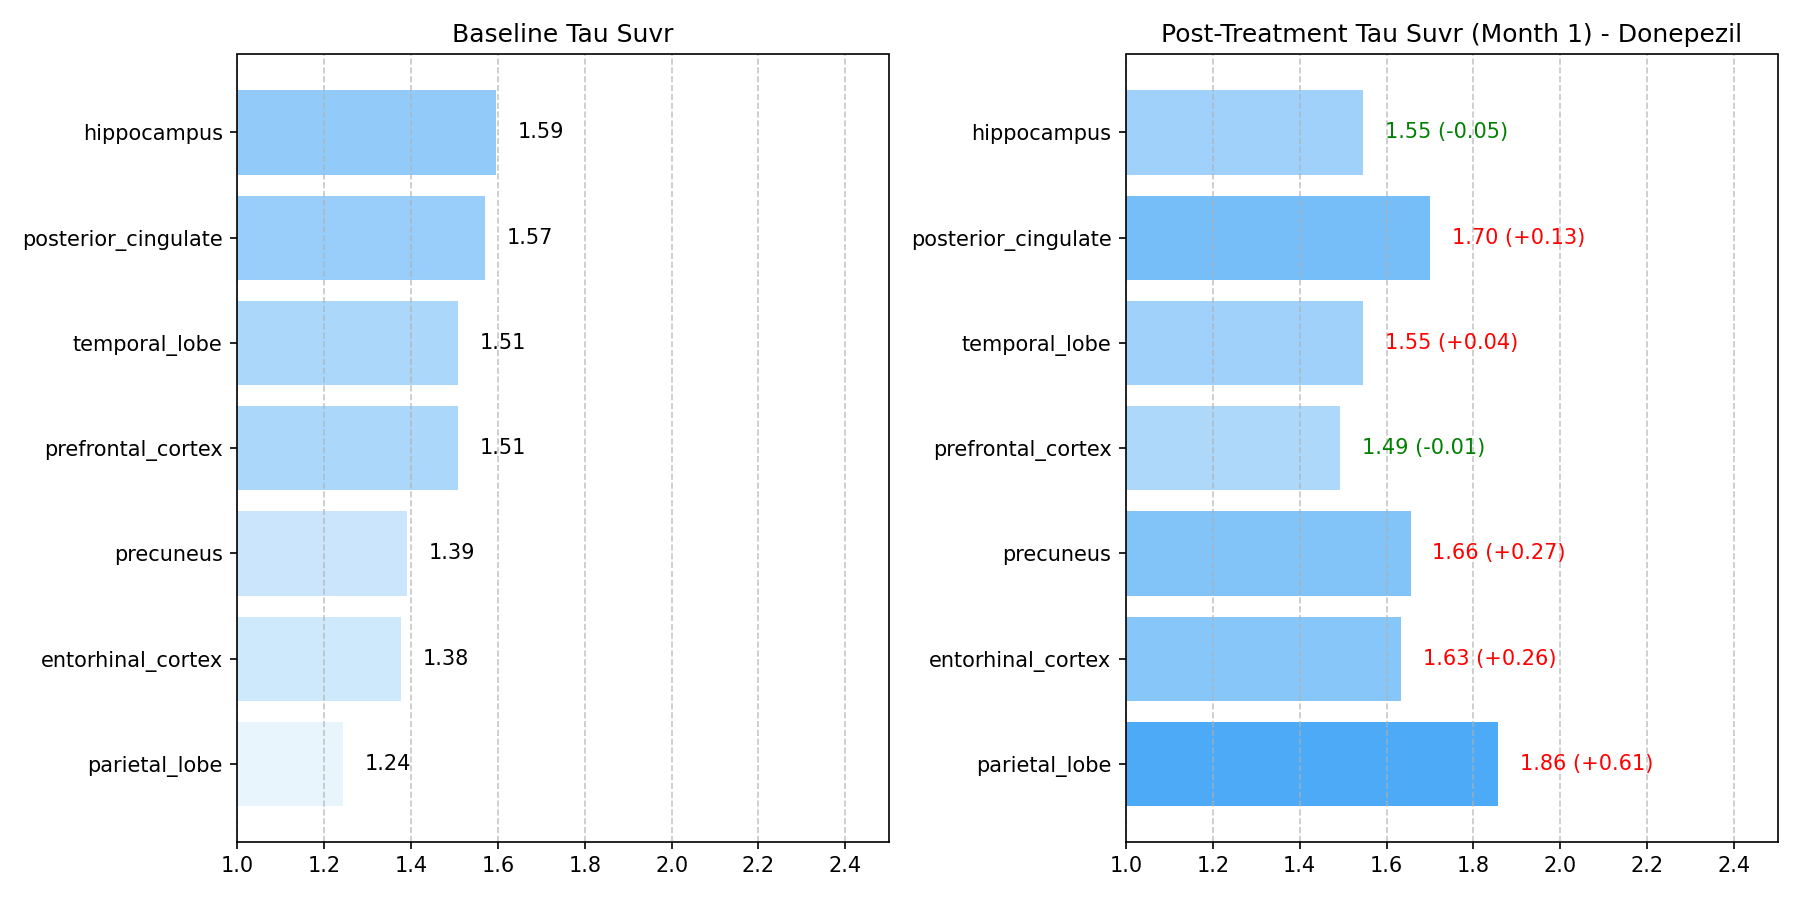 Baseline Tau Suvr
hippocampus
1.59
posterior_cingulate
1.57
temporal_lobe
1.51
prefrontal_cortex
1.51
precuneus
1.39
entorhinal_cortex
1.38
parietal_lobe
1.24
1.0 1.2 1.4 1.6 1.8 2.0 2.2 2.4
Post-Treatment Tau Suvr (Month 1) - Donepezil
hippocampus
1.55 (-0.05)
posterior_cingulate
1.70 (+0.13)
temporal_lobe
1.55 (+0.04)
prefrontal_cortex
1.49 (-0.01)
precuneus
1.66 (+0.27)
entorhinal_cortex
1.63 (+0.26)
parietal_lobe
1.86 (+0.61)
1.0 1.2 1.4 1.6 1.8 2.0 2.2 2.4